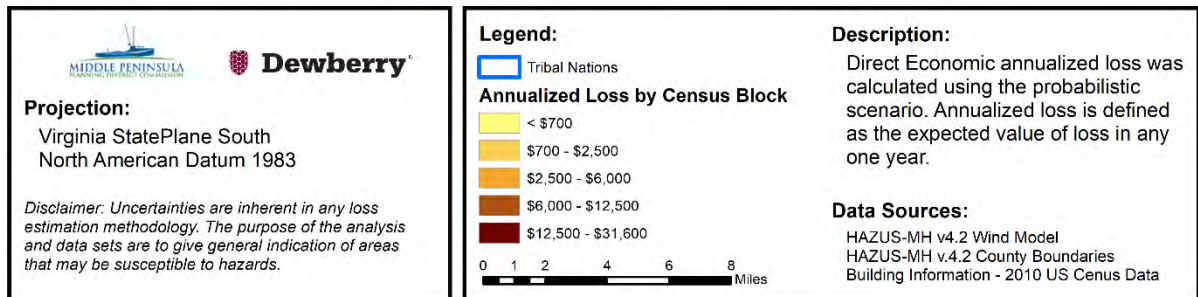 MIDDLE PENINSULA
PLANNING DISTRICT COMMISSION
Dewberry
Projection:
Virginia StatePlane South
North American Datum 1983
Disclaimer: Uncertainties are inherent in any loss
estimation methodology. The purpose of the analysis
and data sets are to give general indication of areas
that may be susceptible to hazards.
Legend:
Tribal Nations
Annualized Loss by Census Block
< $700
$700 - $2,500
$2,500 - $6,000
$6,000 - $12,500
$12,500 - $31,600
0 1 2 4 6 8
Miles
Description:
Direct Economic annualized loss was
calculated using the probabilistic
scenario. Annualized loss is defined
as the expected value of loss in any
one year.
Data Sources:
HAZUS-MH v4.2 Wind Model
HAZUS-MH v.4.2 County Boundaries
Building Information - 2010 US Cenus Data